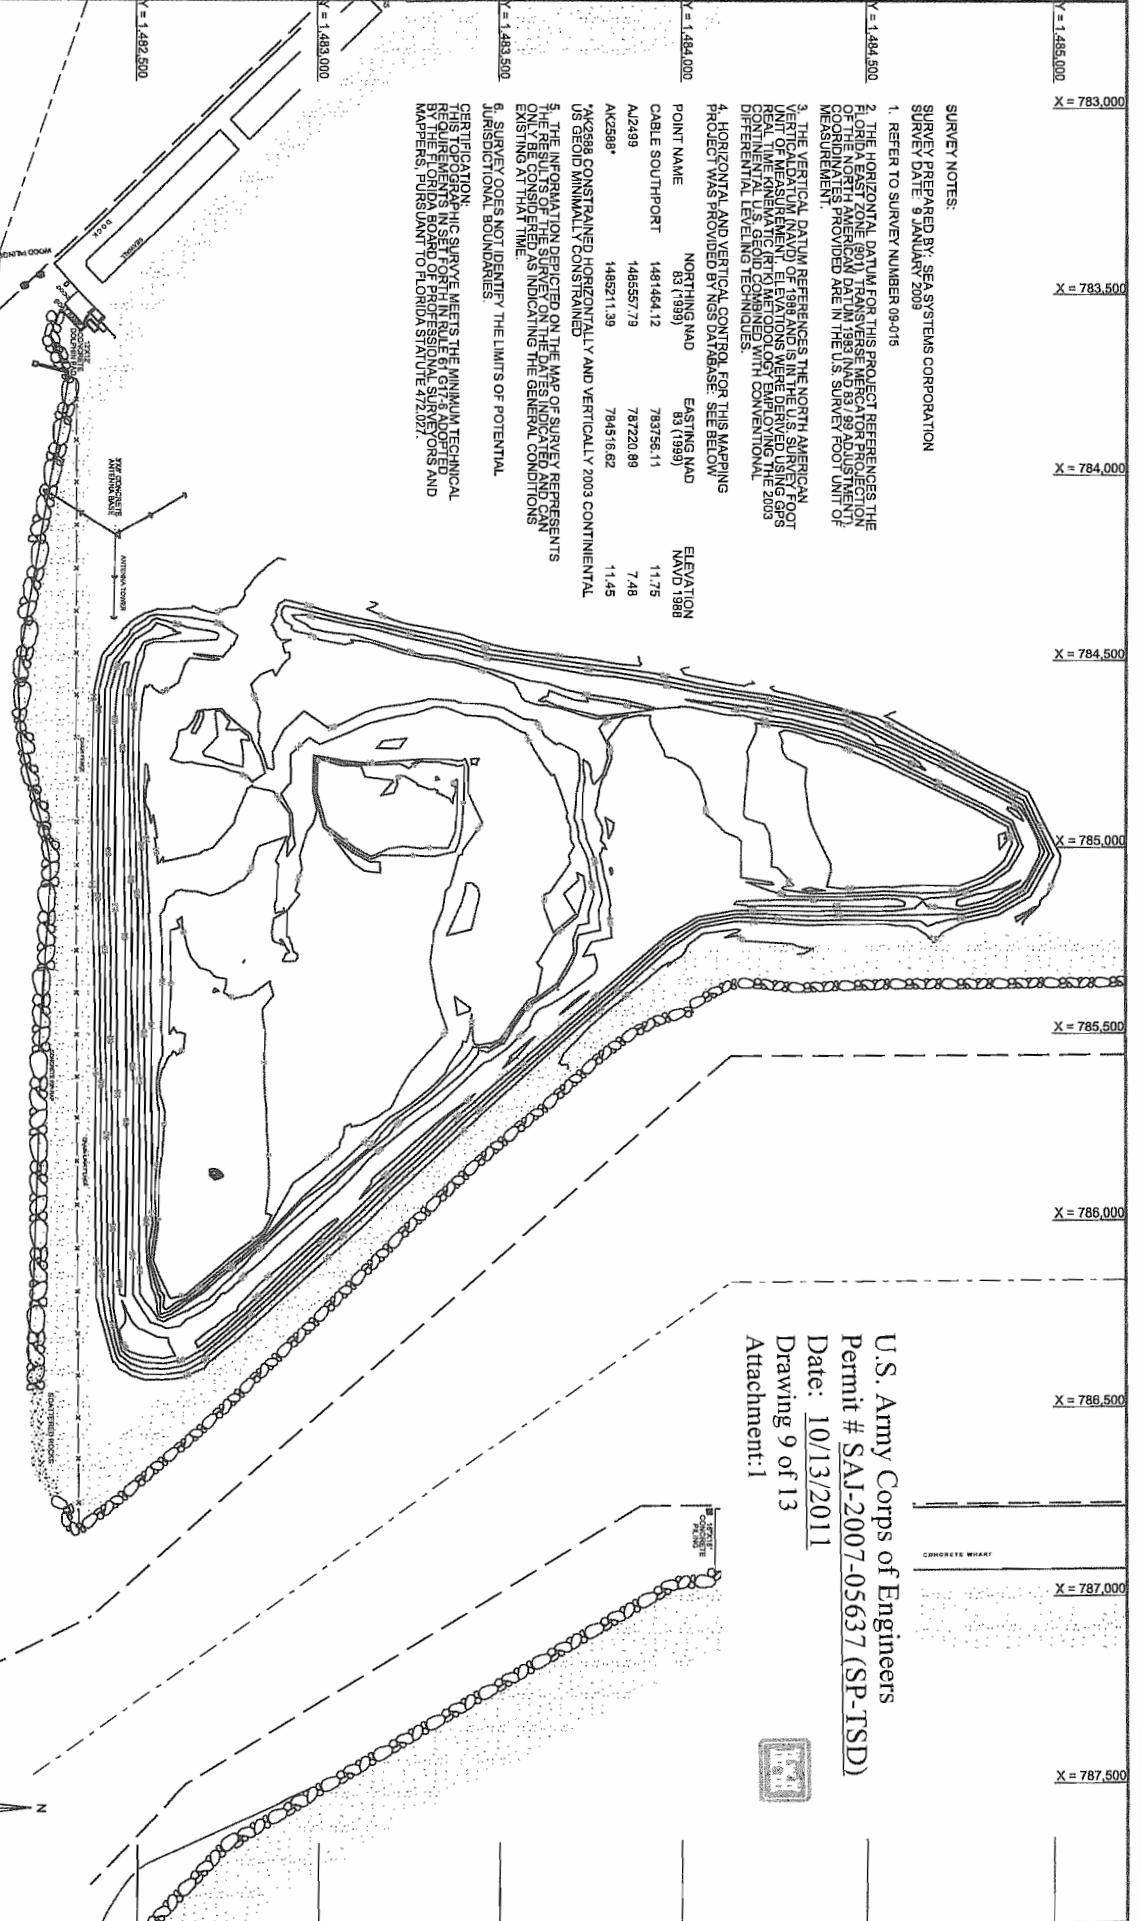 X = 783,000
X = 783,500
X = 784,000
X = 784,500
X = 785,000
X = 785,500
X = 786,000
X = 786,500
X = 787,000
X = 787,500
Y = 1,485,000
Y = 1,484,500
Y = 1,484,000
Y = 1,483,500
Y = 1,483,000
Y = 1,482,500
SURVEY NOTES:
SURVEY PREPARED BY: SEA SYSTEMS CORPORATION
SURVEY DATE: 9 JANUARY 2009
1. REFER TO SURVEY NUMBER 09-015
2. THE HORIZONTAL DATUM FOR THIS PROJECT REFERENCES THE
FLORIDA EAST ZONE (901), TRANSVERSE MERCATOR PROJECTION
OF THE NORTH AMERICAN DATUM 1983 (NAD 83 / 99 ADJUSTMENT).
COORIDINATES PROVIDED ARE IN THE U.S. SURVEY FOOT UNIT OF
MEASUREMENT.
3. THE VERTICAL DATUM REFERENCES THE NORTH AMERICAN
VERTICALDATUM (NAVD) OF 1988 AND IS IN THE U.S. SURVEY FOOT
UNIT OF MEASUREMENT. ELEVATIONS WERE DERIVED USING GPS
REAL TIME KINEMATIC (RTK) METODOLOGY EMPLOYING THE 2003
CONTINENTAL U.S. GEOID COMBINED WITH CONVENTIONAL
DIFFERENTIAL LEVELING TECHNIQUES.
4. HORIZONTAL AND VERTICAL CONTROL FOR THIS MAPPING
PROJECT WAS PROVIDED BY NGS DATABASE: SEE BELOW
POINT NAME NORTHING NAD 83 (1999) EASTING NAD 83 (1999) ELEVATION NAVD 1988
CABLE SOUTHPORT 1481464.12 783756.11 11.75
AJ2499 1485557.79 787220.89 7.48
AK2588* 1485211.39 784516.62 11.45
*AK2588 CONSTRAINED HORIZONTALLY AND VERTICALLY 2003 CONTINIENTAL
US GEOID MINIMALLY CONSTRAINED
5. THE INFORMATION DEPICTED ON THE MAP OF SURVEY REPRESENTS
THE RESULTS OF THE SURVEY ON THE DATES INDICATED AND CAN
ONLY BE CONSIDERED AS INDICATING THE GENERAL CONDITIONS
EXISTING AT THAT TIME.
6. SURVEY DOES NOT IDENTIFY THE LIMITS OF POTENTIAL
JURISDICTIONAL BOUNDARIES.
CERTIFICATION:
THIS TOPOGRAPHIC SURVYE MEETS THE MINIMUM TECHNICAL
REQUIREMENTS IN SET FORTH IN RULE 61 G17-6 ADOPTED
BY THE FLORIDA BOARD OF PROFESSIONAL SURVEYORS AND
MAPPERS, PURSUANT TO FLORIDA STATUTE 472.027.
U.S. Army Corps of Engineers
Permit # SAJ-2007-05637 (SP-TSD)
Date: 10/13/2011
Drawing 9 of 13
Attachment:1
CONCRETE WHARF
CONCRETE
PILING
DOCK
SEAWALL
WOOD PILINGS
CONCRETE
DOLPHIN PAD
CONCRETE
ANTENNA BASE
ANTENNA TOWER
SCATTERED ROCKS
N